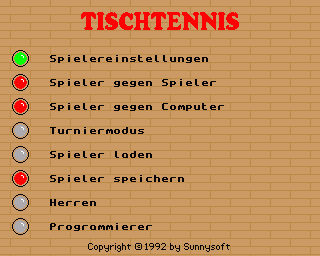 TISCHTENNIS
Spielereinstellungen
Spieler gegen Spieler
Spieler gegen Computer
Turniermodus
Spieler laden
Spieler speichern
Herren
Programmierer
Copyright ©1992 by Sunnysoft